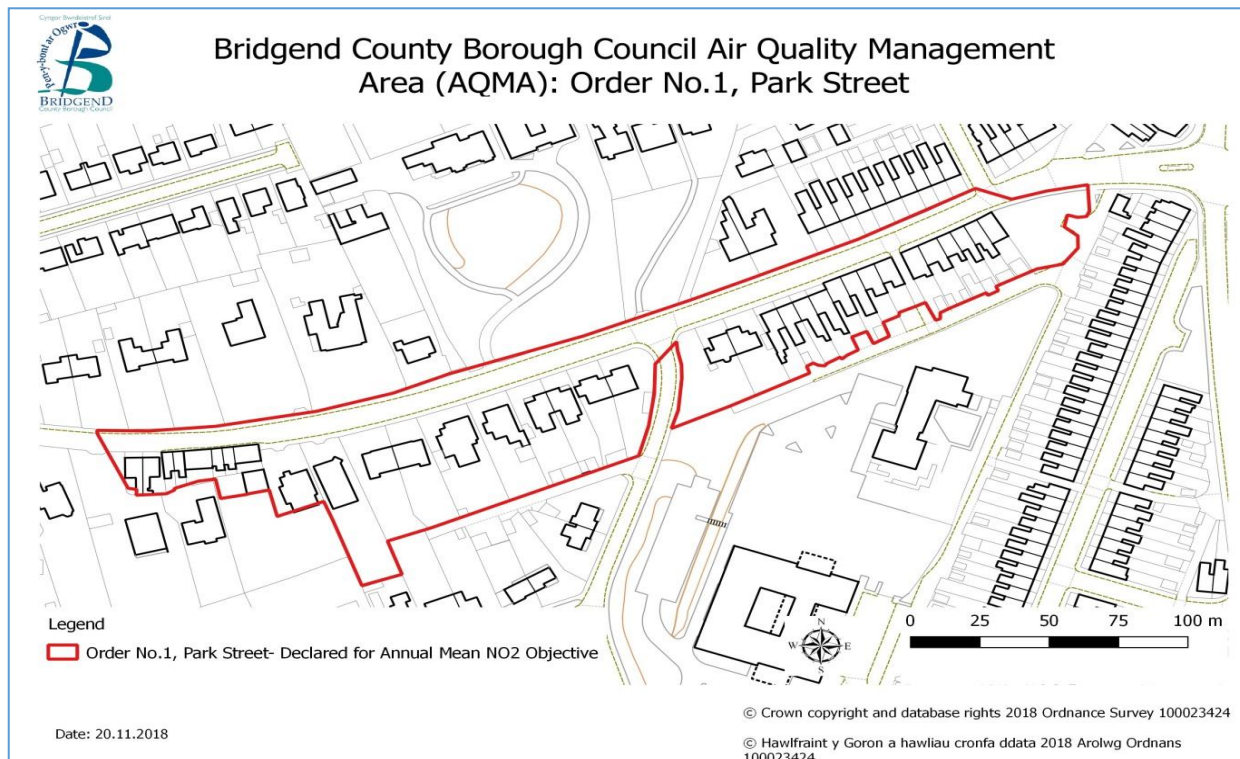 Cyngor Bwrdeistref Sirol
Pen-y-bont ar Ogwr
BRIDGEND
County Borough Council
Bridgend County Borough Council Air Quality Management
Area (AQMA): Order No.1, Park Street
Legend
Order No.1, Park Street- Declared for Annual Mean NO2 Objective
0 25 50 75 100 m
N
W E
S
Date: 20.11.2018
© Crown copyright and database rights 2018 Ordnance Survey 100023424
© Hawlfraint y Goron a hawliau cronfa ddata 2018 Arolwg Ordnans
100023424